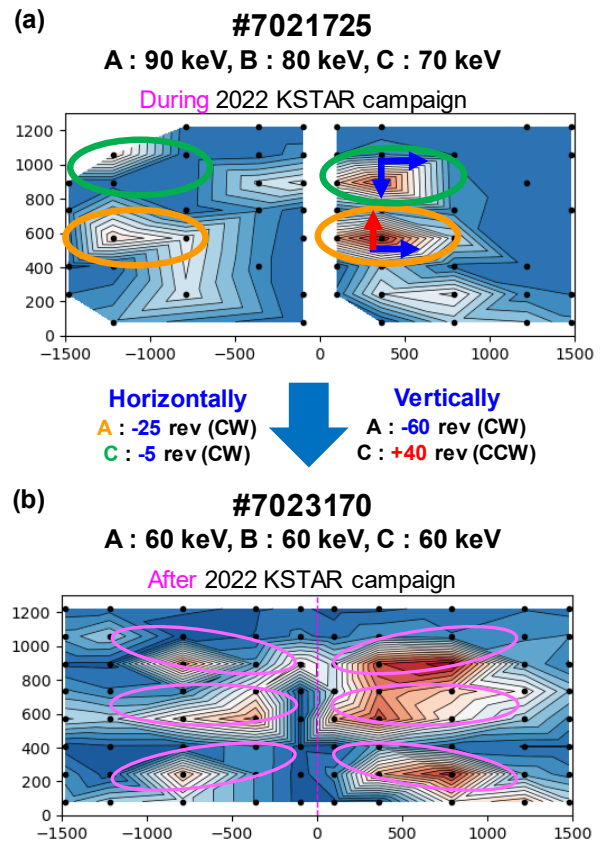 (a)
#7021725
A : 90 keV, B : 80 keV, C : 70 keV
During 2022 KSTAR campaign
1200
1000
800
600
400
200
0
−1500 −1000 −500 0 500 1000 1500
Horizontally
A : -25 rev (CW)
C : -5 rev (CW)
Vertically
A : -60 rev (CW)
C : +40 rev (CCW)
(b)
#7023170
A : 60 keV, B : 60 keV, C : 60 keV
After 2022 KSTAR campaign
1200
1000
800
600
400
200
0
−1500 −1000 −500 0 500 1000 1500